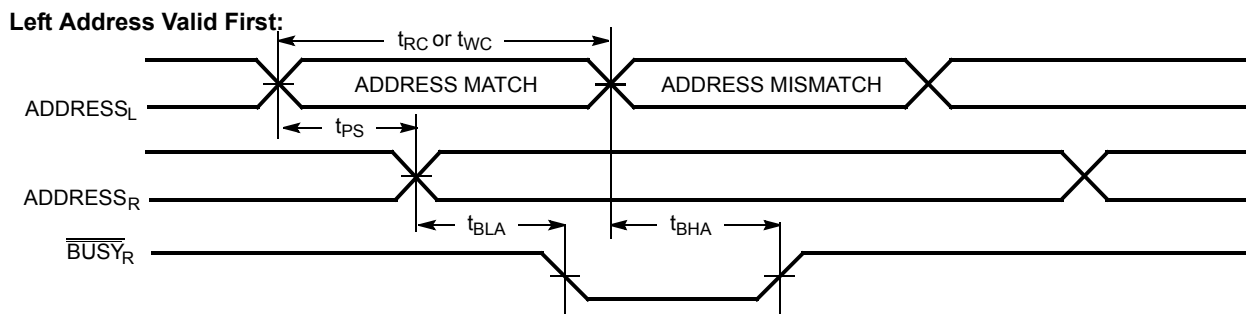 Left Address Valid First:
tRC or tWC
ADDRESS MATCH
ADDRESS MISMATCH
ADDRESSL
tPS
ADDRESSR
tBLA
tBHA
BUSYR